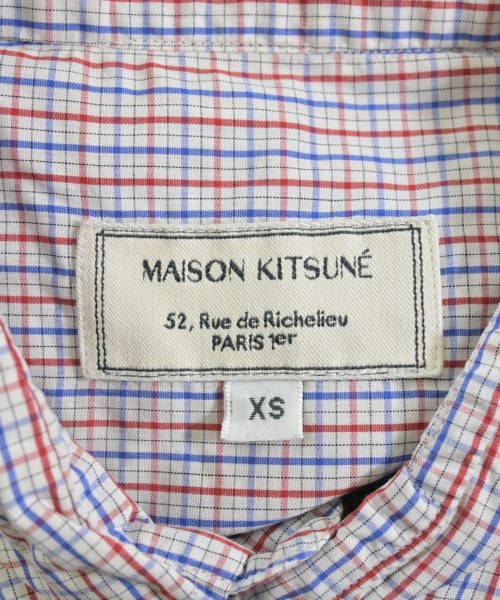 MAISON KITSUNÉ
52, Rue de Richelieu
PARIS 1er
XS